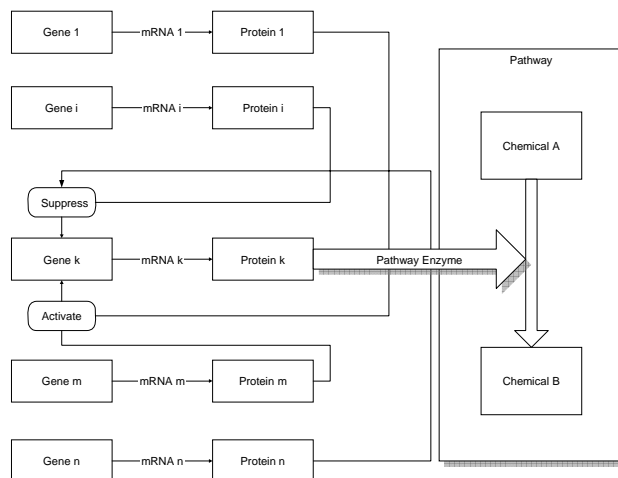 Gene 1
mRNA 1
Protein 1
Pathway
Gene i
mRNA i
Protein i
Chemical A
Suppress
Gene k
mRNA k
Protein k
Pathway Enzyme
Activate
Gene m
mRNA m
Protein m
Chemical B
Gene n
mRNA n
Protein n